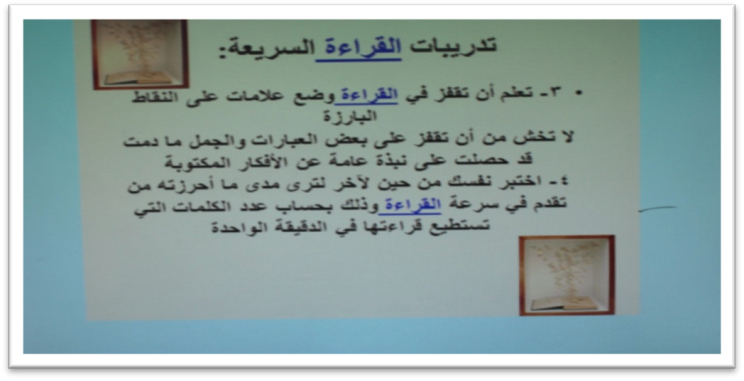 تدريبات القراءة السريعة:
• ٣- تعلم أن تقفز في القراءة وضع علامات على النقاط
البارزة
لا تخش من أن تقفز على بعض العبارات والجمل ما دمت
قد حصلت على نبذة عامة عن الأفكار المكتوبة
٤- اختبر نفسك من حين لآخر لترى مدى ما أحرزته من
تقدم في سرعة القراءة وذلك بحساب عدد الكلمات التي
تستطيع قراءتها في الدقيقة الواحدة